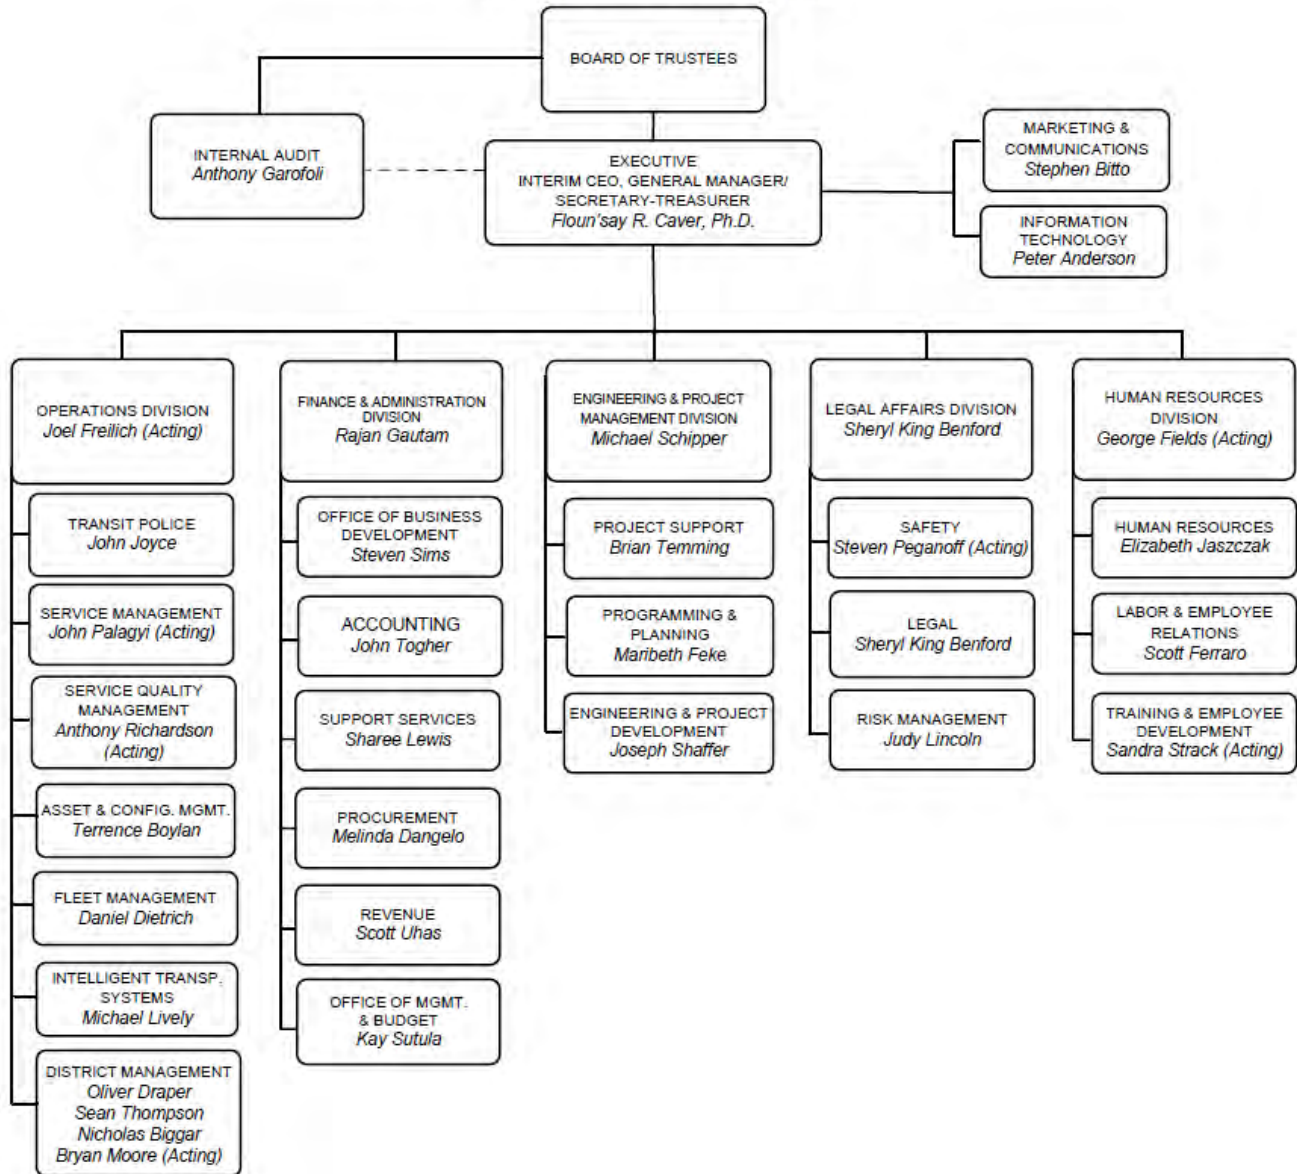 BOARD OF TRUSTEES
INTERNAL AUDIT
Anthony Garofoli
EXECUTIVE
INTERIM CEO, GENERAL MANAGER/
SECRETARY-TREASURER
Floun'say R. Caver, Ph.D.
MARKETING &
COMMUNICATIONS
Stephen Bitto
INFORMATION
TECHNOLOGY
Peter Anderson
OPERATIONS DIVISION
Joel Freilich (Acting)
TRANSIT POLICE
John Joyce
SERVICE MANAGEMENT
John Palagyi (Acting)
SERVICE QUALITY
MANAGEMENT
Anthony Richardson
(Acting)
ASSET & CONFIG. MGMT.
Terrence Boylan
FLEET MANAGEMENT
Daniel Dietrich
INTELLIGENT TRANSP.
SYSTEMS
Michael Lively
DISTRICT MANAGEMENT
Oliver Draper
Sean Thompson
Nicholas Biggar
Bryan Moore (Acting)
FINANCE & ADMINISTRATION
DIVISION
Rajan Gautam
OFFICE OF BUSINESS
DEVELOPMENT
Steven Sims
ACCOUNTING
John Togher
SUPPORT SERVICES
Sharee Lewis
PROCUREMENT
Melinda Dangelo
REVENUE
Scott Uhas
OFFICE OF MGMT.
& BUDGET
Kay Sutula
ENGINEERING & PROJECT
MANAGEMENT DIVISION
Michael Schipper
PROJECT SUPPORT
Brian Temming
PROGRAMMING &
PLANNING
Maribeth Feke
ENGINEERING & PROJECT
DEVELOPMENT
Joseph Shaffer
LEGAL AFFAIRS DIVISION
Sheryl King Benford
SAFETY
Steven Peganoff (Acting)
LEGAL
Sheryl King Benford
RISK MANAGEMENT
Judy Lincoln
HUMAN RESOURCES
DIVISION
George Fields (Acting)
HUMAN RESOURCES
Elizabeth Jaszczak
LABOR & EMPLOYEE
RELATIONS
Scott Ferraro
TRAINING & EMPLOYEE
DEVELOPMENT
Sandra Strack (Acting)